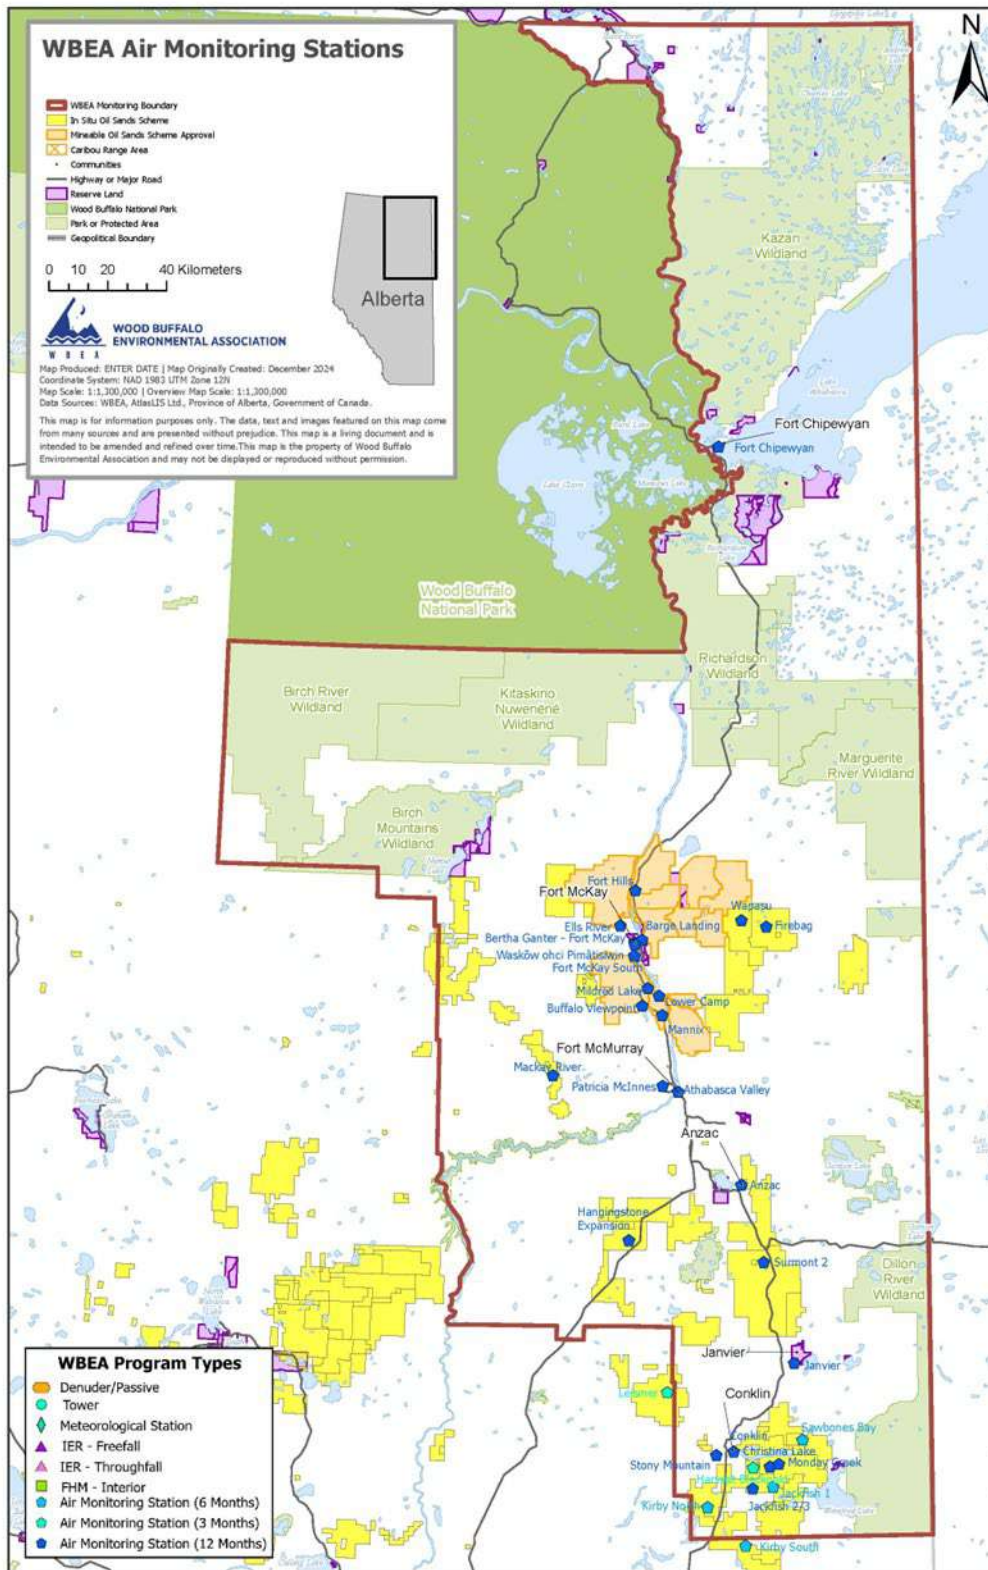 WBEA Air Monitoring Stations
N
WBEA Monitoring Boundary
In Situ Oil Sands Scheme
Mineable Oil Sands Scheme Approval
Caribou Range Area
Communities
Highway or Major Road
Reserve Land
Wood Buffalo National Park
Park or Protected Area
Geopolitical Boundary
0 10 20 40 Kilometers
Alberta
WBEA
WOOD BUFFALO
ENVIRONMENTAL ASSOCIATION
Map Produced: ENTER DATE | Map Originally Created: December 2024
Coordinate System: NAD 1983 UTM Zone 12N
Map Scale: 1:1,300,000 | Overview Map Scale: 1:1,300,000
Data Sources: WBEA, AtlasLIS Ltd., Province of Alberta, Government of Canada.
This map is for information purposes only. The data, text and images featured on this map come
from many sources and are presented without prejudice. This map is a living document and is
intended to be amended and refined over time.This map is the property of Wood Buffalo
Environmental Association and may not be displayed or reproduced without permission.
Kazan
Wildland
Lake
Athabasca
Fort Chipewyan
Fort Chipewyan
Lake Claire
Mamawi Lake
Wood Buffalo
National Park
Richardson
Wildland
Birch River
Wildland
Kitaskino
Nuwenëné
Wildland
Marguerite
River Wildland
Birch
Mountains
Wildland
Fort Hills
Fort McKay
Wapasu
Ells River
Barge Landing
Firebag
Bertha Ganter - Fort McKay
Waskōw ohci Pimâtisiwin
Fort McKay South
Mildred Lake
Lower Camp
Buffalo Viewpoint
Mannix
Fort McMurray
Mackay River
Patricia McInnes
Athabasca Valley
Anzac
Anzac
Hangingstone
Expansion
Surmont 2
Dillon
River
Wildland
Janvier
Janvier
Leismer
Conklin
Sawbones Bay
Conklin
Christina Lake
Stony Mountain
Monday Creek
Jackfish 1
Kirby North
Jackfish 2/3
Kirby South
WBEA Program Types
Denuder/Passive
Tower
Meteorological Station
IER - Freefall
IER - Throughfall
FHM - Interior
Air Monitoring Station (6 Months)
Air Monitoring Station (3 Months)
Air Monitoring Station (12 Months)